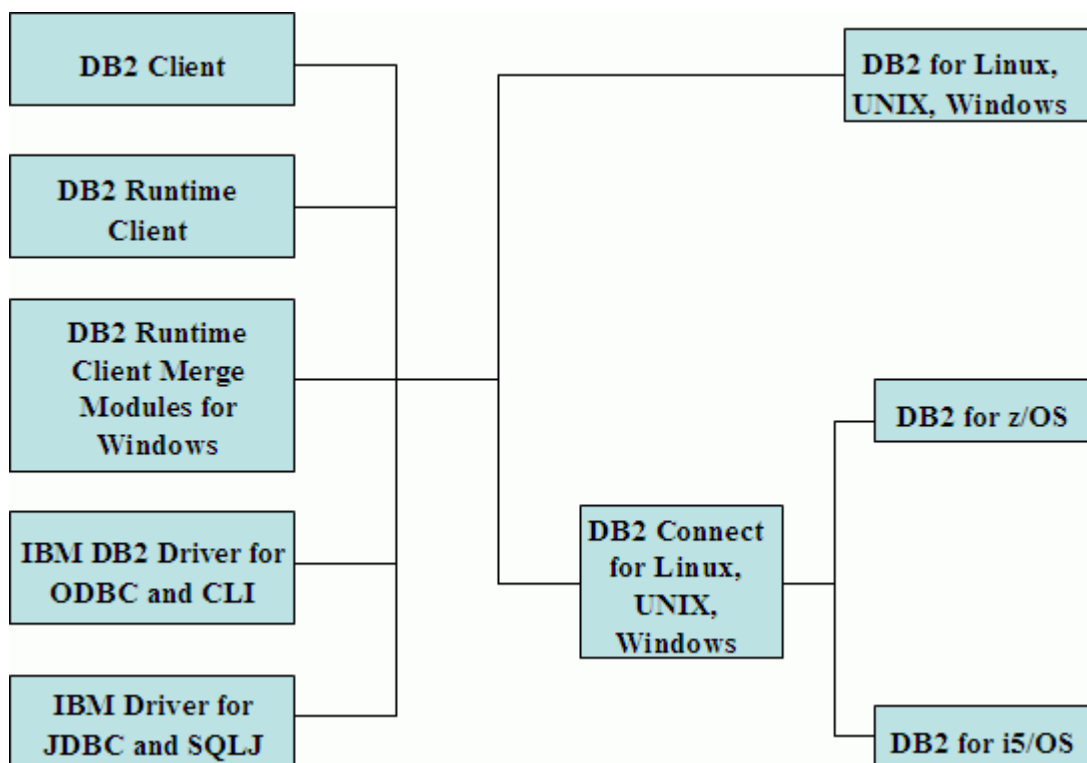 DB2 Client
DB2 Runtime
Client
DB2 Runtime
Client Merge
Modules for
Windows
IBM DB2 Driver for
ODBC and CLI
IBM Driver for
JDBC and SQLJ
DB2 for Linux,
UNIX, Windows
DB2 Connect
for Linux,
UNIX,
Windows
DB2 for z/OS
DB2 for i5/OS